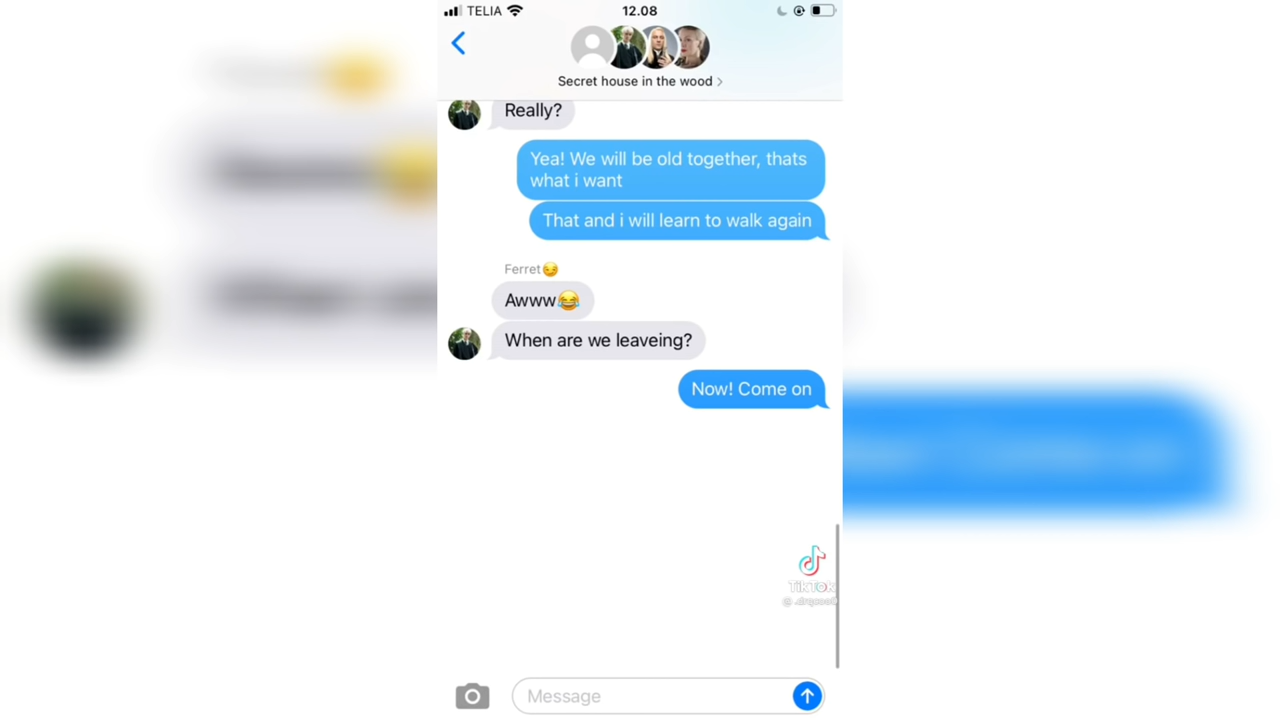 TELIA
12.08
Secret house in the wood
Really?
Yea! We will be old together, thats
what i want
That and i will learn to walk again
Ferret😏
Awww😂
When are we leaveing?
Now! Come on
TikTok
Message